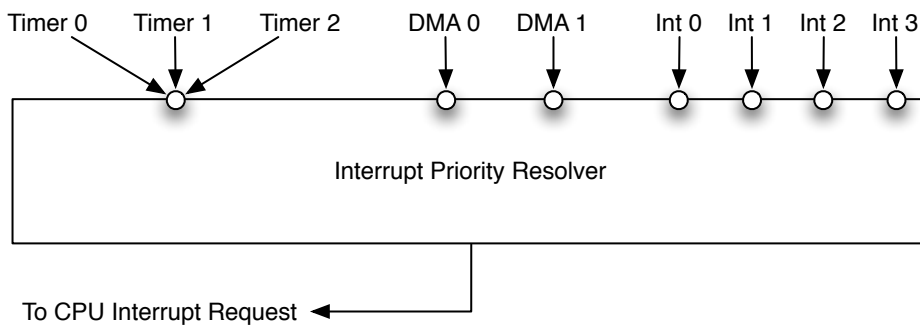 Timer 0 Timer 1 Timer 2 DMA 0 DMA 1 Int 0 Int 1 Int 2 Int 3
Interrupt Priority Resolver
To CPU Interrupt Request